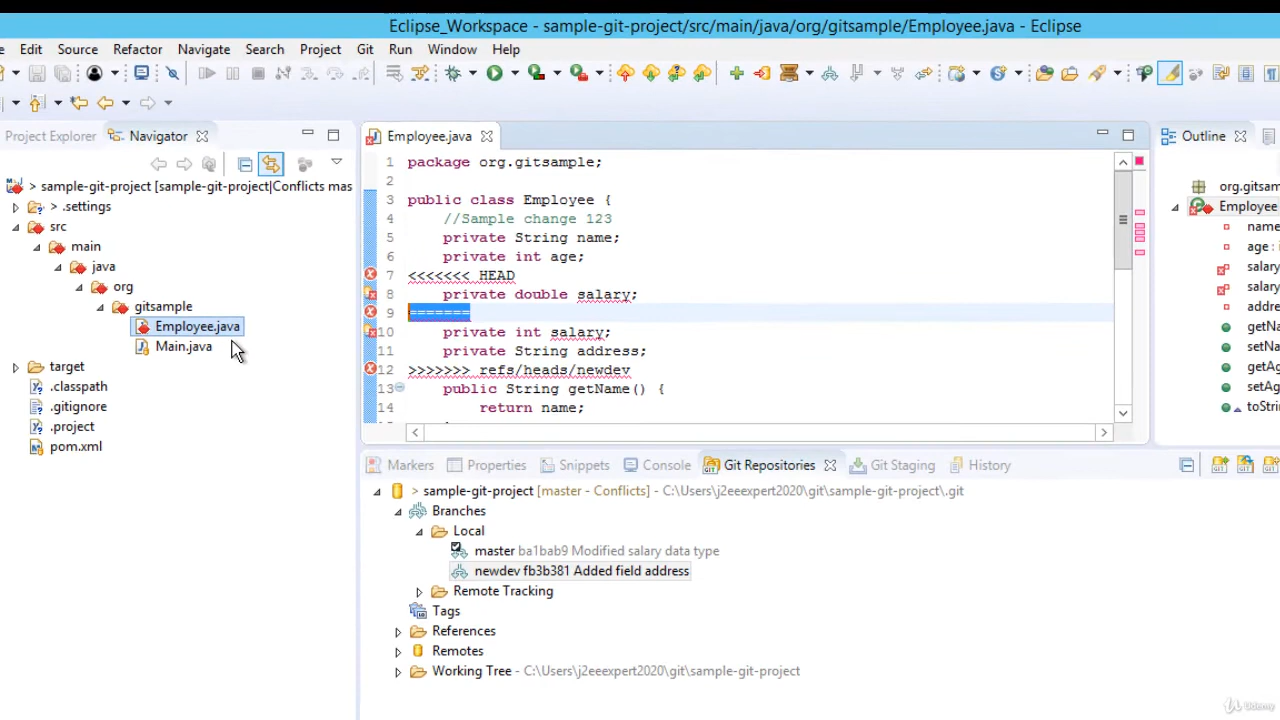 Eclipse_Workspace - sample-git-project/src/main/java/org/gitsample/Employee.java - Eclipse
Edit Source Refactor Navigate Search Project Git Run Window Help
Project Explorer Navigator
> sample-git-project [sample-git-project|Conflicts mas
> .settings
src
main
java
org
gitsample
Employee.java
Main.java
target
.classpath
.gitignore
.project
pom.xml
Employee.java
1 package org.gitsample;
2
3 public class Employee {
4 //Sample change 123
5 private String name;
6 private int age;
7 <<<<<<< HEAD
8 private double salary;
9 =======
10 private int salary;
11 private String address;
12 >>>>>>> refs/heads/newdev
13 public String getName() {
14 return name;
Outline
org.gitsam
Employee
name
age : i
salary
salary
addre
getNa
setNa
getAg
setAg
toStrin
Markers Properties Snippets Console Git Repositories Git Staging History
> sample-git-project [master - Conflicts] - C:\Users\j2eeexpert2020\git\sample-git-project\.git
Branches
Local
master ba1bab9 Modified salary data type
newdev fb3b381 Added field address
Remote Tracking
Tags
References
Remotes
Working Tree - C:\Users\j2eeexpert2020\git\sample-git-project
Udemy